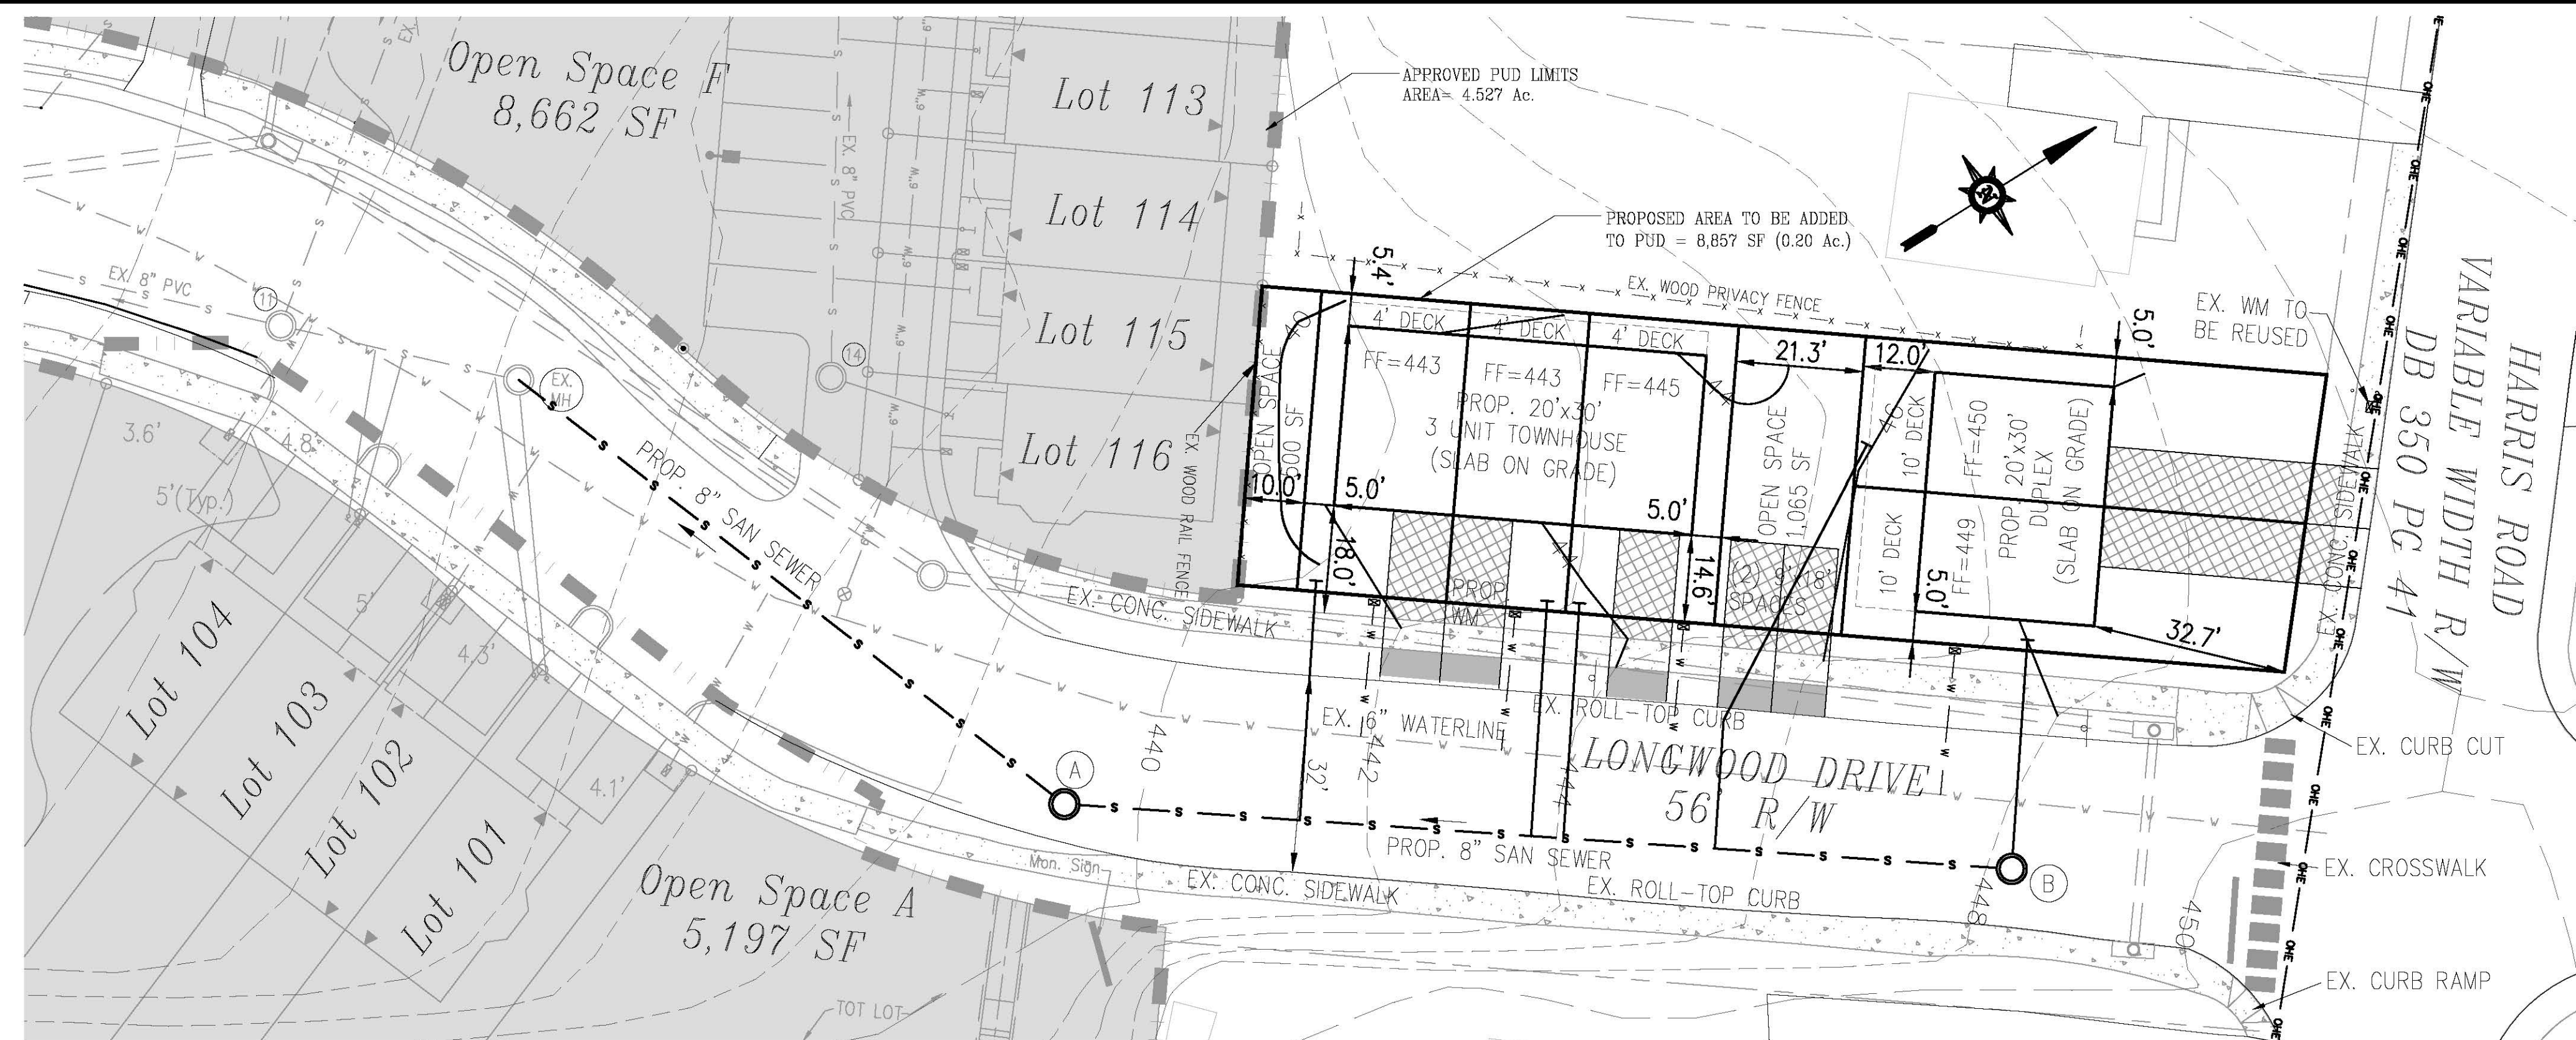 Open Space F
8,662 SF
EX. 8" PVC
11
EX.
MH
EX. 8" PVC
14
6"W
6"W
6"W
6"W
Lot 113
Lot 114
Lot 115
Lot 116
APPROVED PUD LIMITS
AREA= 4.527 Ac.
PROPOSED AREA TO BE ADDED
TO PUD = 8,857 SF (0.20 Ac.)
EX. WOOD PRIVACY FENCE
EX. WM TO
BE REUSED
HARRIS ROAD
VARIABLE WIDTH R/W
DB 350 PG 41
5.4'
5.0'
4' DECK
4' DECK
4' DECK
21.3'
12.0'
FF=443
FF=443
FF=445
PROP. 20'x30'
3 UNIT TOWNHOUSE
(SLAB ON GRADE)
OPEN SPACE
600 SF
10.0'
5.0'
5.0'
18.0'
14.6'
OPEN SPACE
1,065 SF
10' DECK
10' DECK
FF=450
FF=449
PROP. 20'x30'
DUPLEX
(SLAB ON GRADE)
5.0'
32.7'
(2) 9'x18'
SPACES
PROP.
WM
EX. WOOD RAIL FENCE
EX. CONC. SIDEWALK
EX. CONC. SIDEWALK
EX. ROLL-TOP CURB
EX. 6" WATERLINE
LONGWOOD DRIVE
56' R/W
32'
440
442
444
448
450
PROP. 8" SAN SEWER
PROP. 8" SAN SEWER
A
B
EX. CONC. SIDEWALK
EX. ROLL-TOP CURB
EX. CURB CUT
EX. CROSSWALK
EX. CURB RAMP
3.6'
4.8'
5'(Typ.)
5'
4.3'
4.1'
Lot 104
Lot 103
Lot 102
Lot 101
Open Space A
5,197 SF
Mon. Sign
TOT LOT